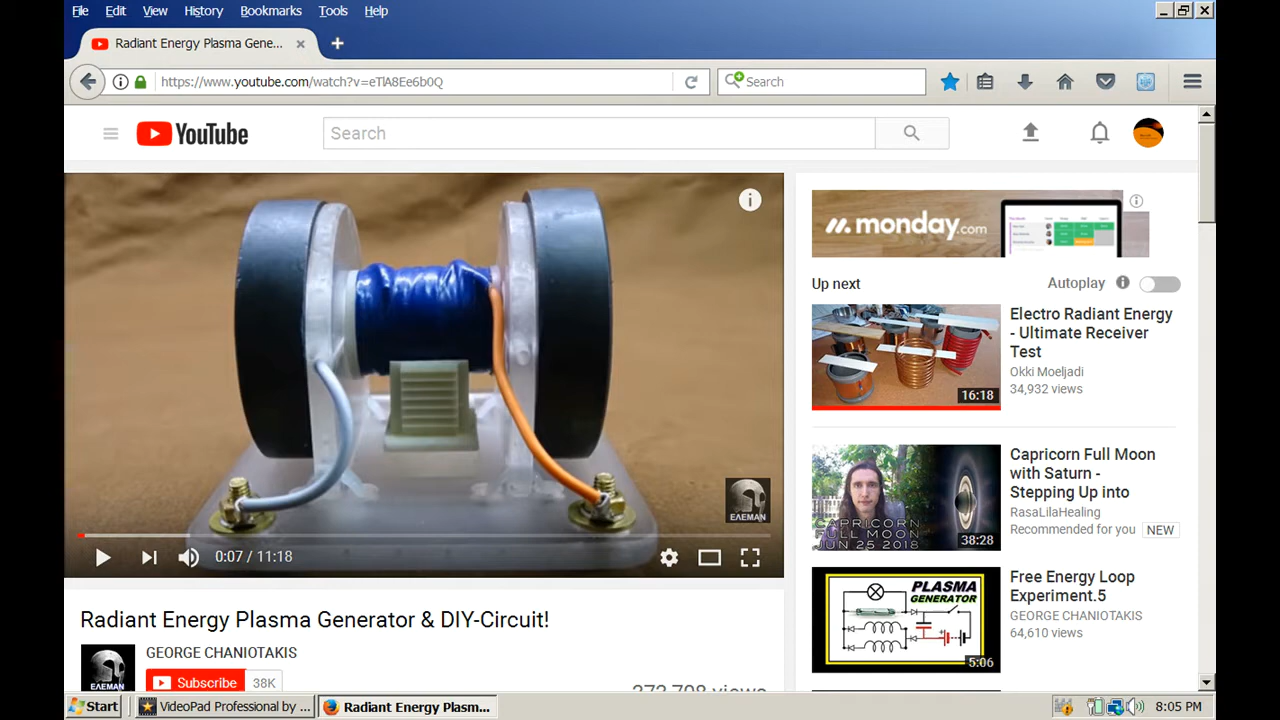 File Edit View History Bookmarks Tools Help
Radiant Energy Plasma Gene...
https://www.youtube.com/watch?v=eTlA8Ee6b0Q
Search
YouTube
Search
ΕΛΕΜΑΝ
0:07 / 11:18
Radiant Energy Plasma Generator & DIY-Circuit!
ΕΛΕΜΑΝ
GEORGE CHANIOTAKIS
Subscribe 38K
monday.com
Up next
Autoplay
16:18
Electro Radiant Energy
- Ultimate Receiver
Test
Okki Moeljadi
34,932 views
CAPRICORN
FULL MOON
JUN 25 2018
38:28
Capricorn Full Moon
with Saturn -
Stepping Up into
RasaLilaHealing
Recommended for you NEW
PLASMA
GENERATOR
5:06
Free Energy Loop
Experiment.5
GEORGE CHANIOTAKIS
64,610 views
Start
VideoPad Professional by ...
Radiant Energy Plasm...
8:05 PM